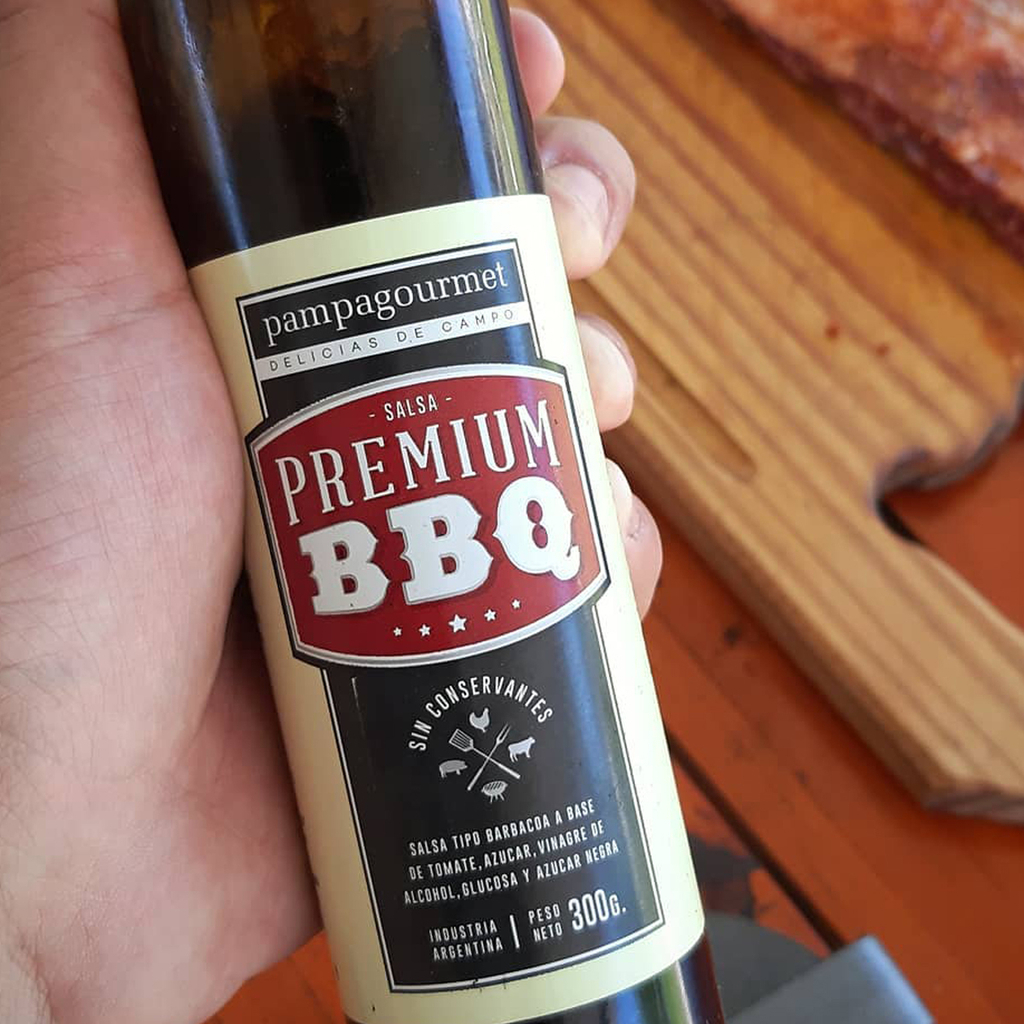 pampagourmet
DELICIAS DE CAMPO
- SALSA -
PREMIUM
BBQ
SIN CONSERVANTES
SALSA TIPO BARBACOA A BASE
DE TOMATE, AZUCAR, VINAGRE DE
ALCOHOL, GLUCOSA Y AZUCAR NEGRA
INDUSTRIA
ARGENTINA
PESO
NETO
300G.